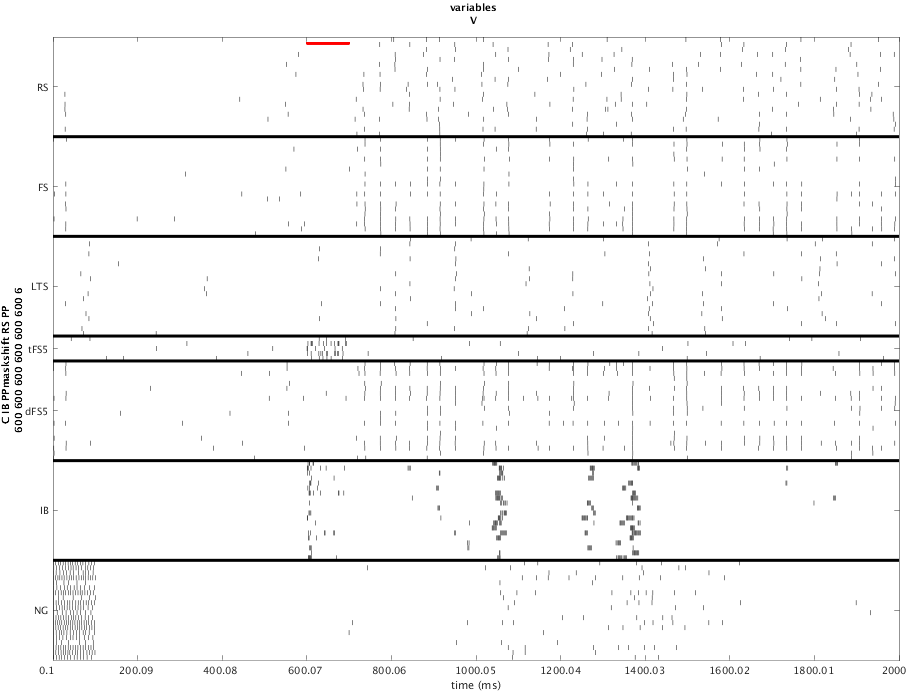 variables
V
RS
FS
LTS
tFS5
dFS5
IB
NG
C IB PPmaskshift RS PP
600 600 600 600 600 600 600 6
0.1 200.09 400.08 600.07 800.06 1000.05 1200.04 1400.03 1600.02 1800.01 2000
time (ms)